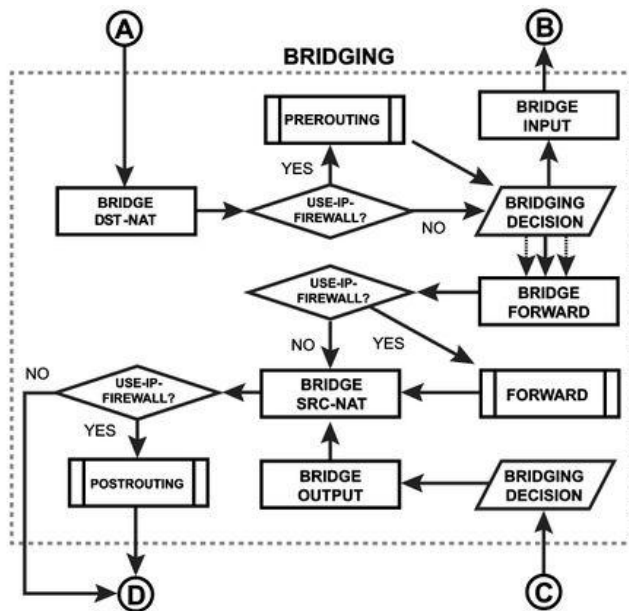 A
B
BRIDGING
PREROUTING
BRIDGE
INPUT
YES
BRIDGE
DST-NAT
USE-IP-
FIREWALL?
NO
BRIDGING
DECISION
USE-IP-
FIREWALL?
BRIDGE
FORWARD
NO
YES
NO
USE-IP-
FIREWALL?
BRIDGE
SRC-NAT
FORWARD
YES
POSTROUTING
BRIDGE
OUTPUT
BRIDGING
DECISION
D
C